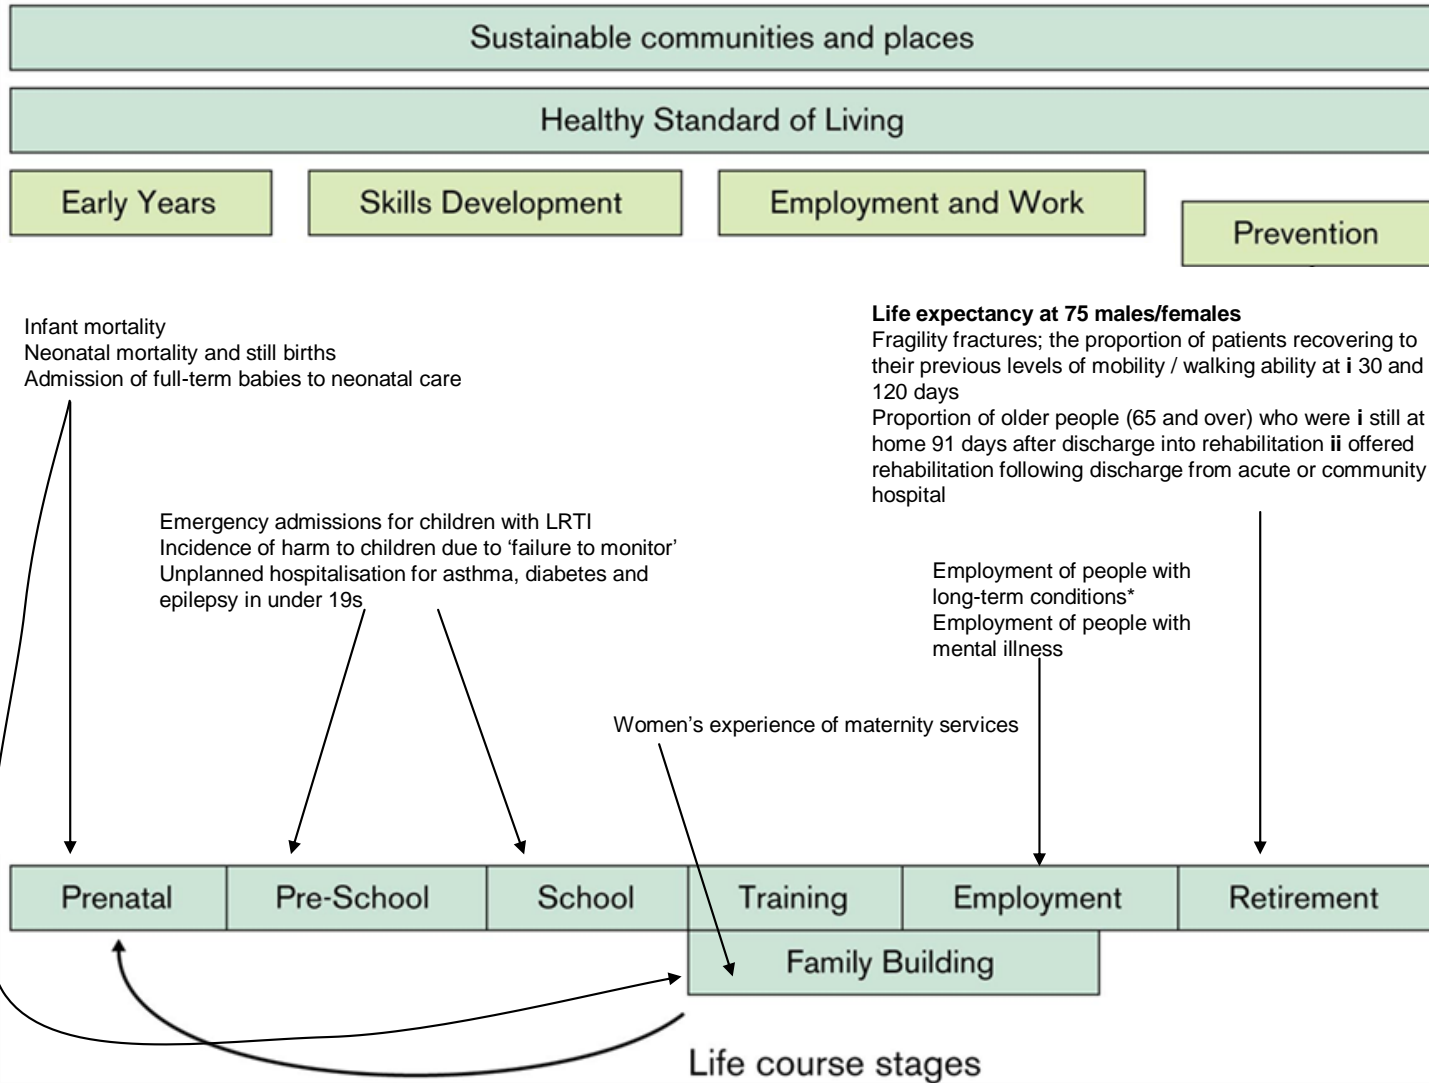 Sustainable communities and places
Healthy Standard of Living
Early Years
Skills Development
Employment and Work
Prevention
Infant mortality
Neonatal mortality and still births
Admission of full-term babies to neonatal care
Life expectancy at 75 males/females
Fragility fractures; the proportion of patients recovering to
their previous levels of mobility / walking ability at i 30 and
120 days
Proportion of older people (65 and over) who were i still at
home 91 days after discharge into rehabilitation ii offered
rehabilitation following discharge from acute or community
hospital
Emergency admissions for children with LRTI
Incidence of harm to children due to ‘failure to monitor’
Unplanned hospitalisation for asthma, diabetes and
epilepsy in under 19s
Employment of people with
long-term conditions*
Employment of people with
mental illness
Women’s experience of maternity services
Prenatal
Pre-School
School
Training
Employment
Retirement
Family Building
Life course stages